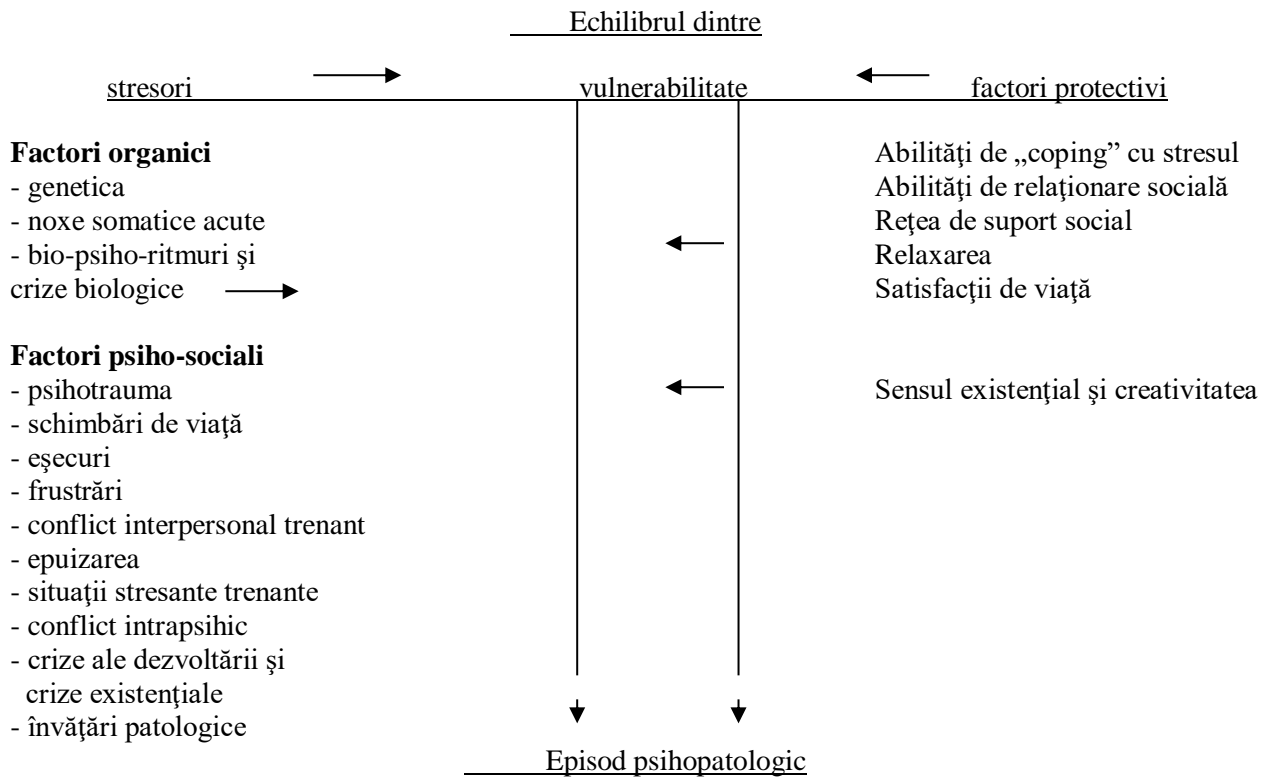 Echilibrul dintre
stresori vulnerabilitate factori protectivi
Factori organici
- genetica
- noxe somatice acute
- bio-psiho-ritmuri şi
crize biologice
Abilităţi de „coping” cu stresul
Abilităţi de relaţionare socială
Reţea de suport social
Relaxarea
Satisfacţii de viaţă
Factori psiho-sociali
- psihotrauma
- schimbări de viaţă
- eşecuri
- frustrări
- conflict interpersonal trenant
- epuizarea
- situaţii stresante trenante
- conflict intrapsihic
- crize ale dezvoltării şi
crize existenţiale
- învăţări patologice
Sensul existenţial şi creativitatea
Episod psihopatologic